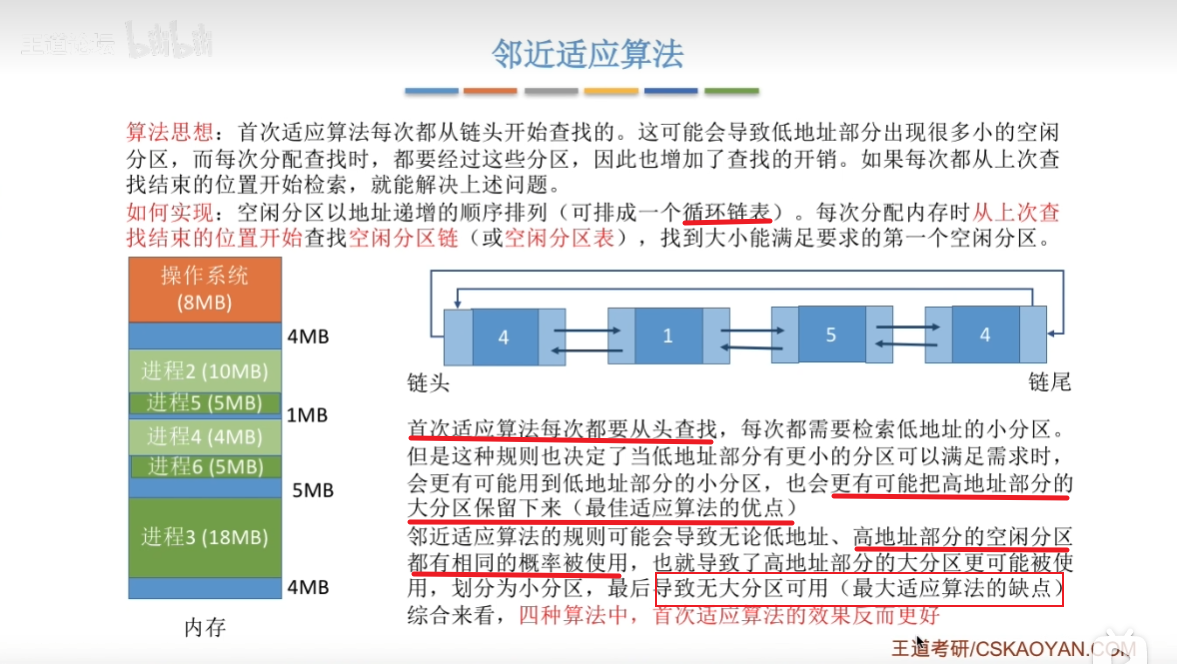 王道论坛 bilibili
邻近适应算法
算法思想：首次适应算法每次都从链头开始查找的。这可能会导致低地址部分出现很多小的空闲
分区，而每次分配查找时，都要经过这些分区，因此也增加了查找的开销。如果每次都从上次查
找结束的位置开始检索，就能解决上述问题。
如何实现：空闲分区以地址递增的顺序排列（可排成一个循环链表）。每次分配内存时从上次查
找结束的位置开始查找空闲分区链（或空闲分区表），找到大小能满足要求的第一个空闲分区。
操作系统
(8MB)
4MB
进程2 (10MB)
进程5 (5MB)
1MB
进程4 (4MB)
进程6 (5MB)
5MB
进程3 (18MB)
4MB
内存
4
1
5
4
链头
链尾
首次适应算法每次都要从头查找，每次都需要检索低地址的小分区。
但是这种规则也决定了当低地址部分有更小的分区可以满足需求时，
会更有可能用到低地址部分的小分区，也会更有可能把高地址部分的
大分区保留下来（最佳适应算法的优点）
邻近适应算法的规则可能会导致无论低地址、高地址部分的空闲分区
都有相同的概率被使用，也就导致了高地址部分的大分区更可能被使
用，划分为小分区，最后导致无大分区可用（最大适应算法的缺点）
综合来看，四种算法中，首次适应算法的效果反而更好
王道考研/CSKAOYAN.COM